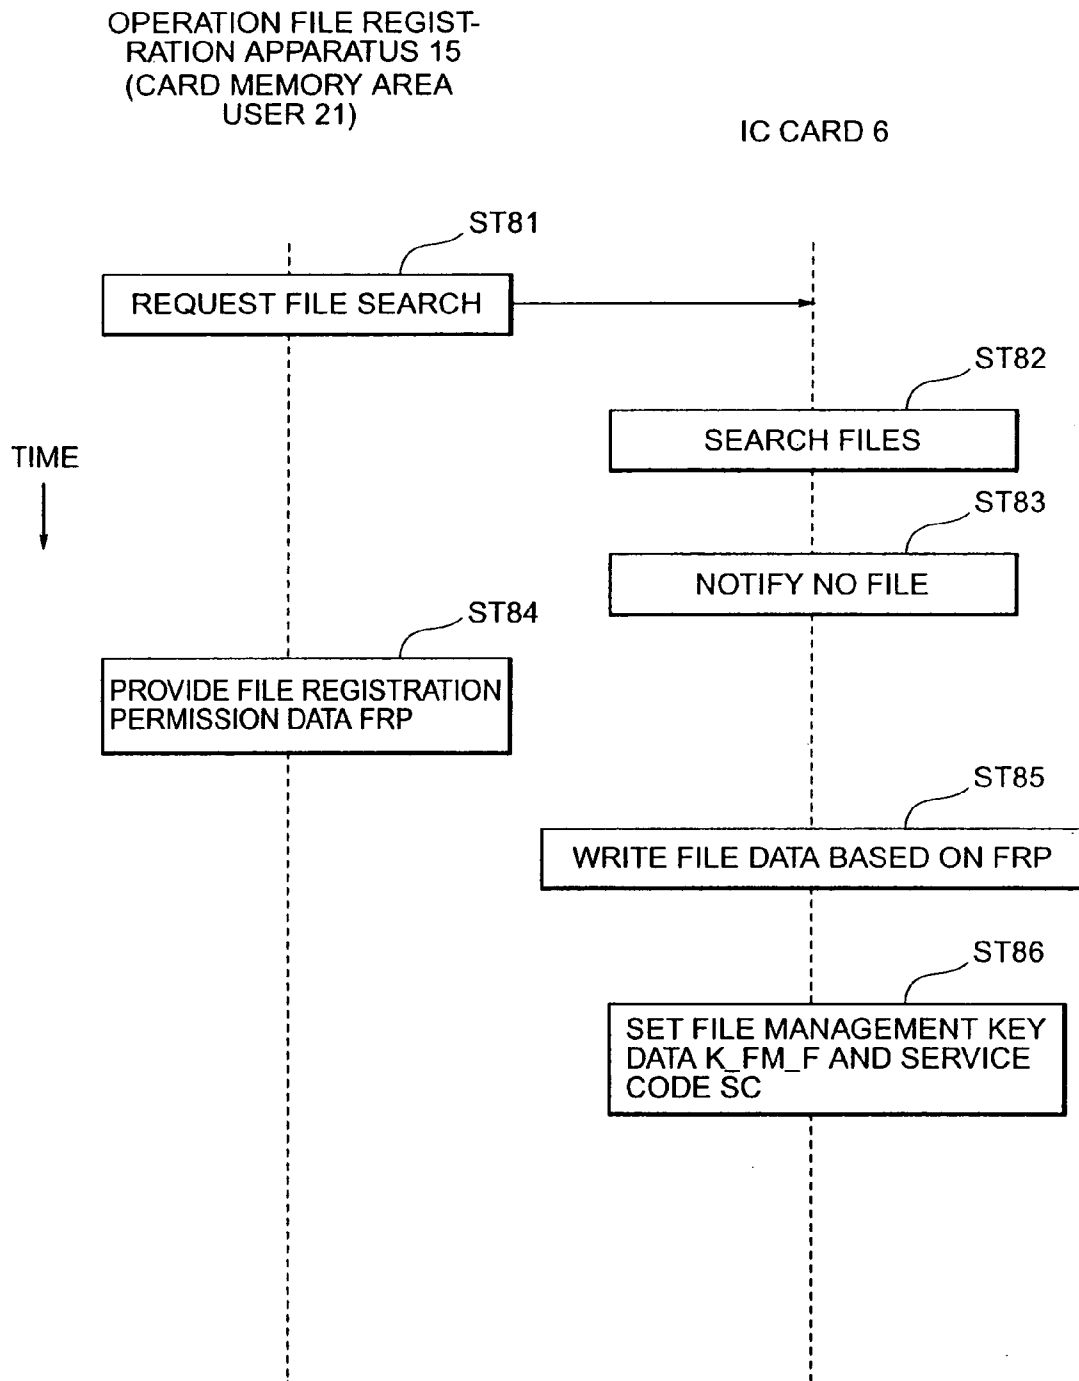 OPERATION FILE REGIST-
RATION APPARATUS 15
(CARD MEMORY AREA
USER 21)
IC CARD 6
ST81
REQUEST FILE SEARCH
ST82
SEARCH FILES
TIME
ST83
NOTIFY NO FILE
ST84
PROVIDE FILE REGISTRATION
PERMISSION DATA FRP
ST85
WRITE FILE DATA BASED ON FRP
ST86
SET FILE MANAGEMENT KEY
DATA K_FM_F AND SERVICE
CODE SC